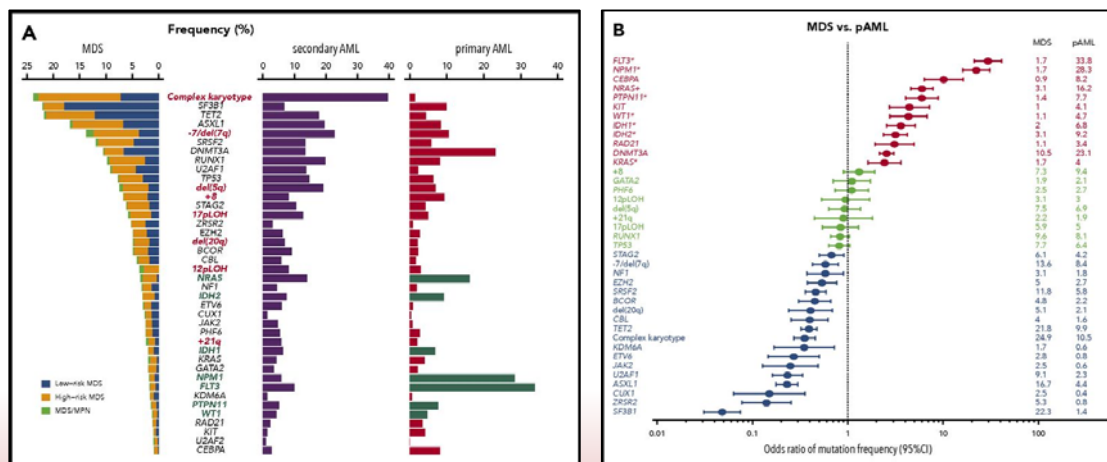 A
Frequency (%)
MDS
secondary AML
primary AML
25 20 15 10 5 0
0 10 20 30 40
0 10 20 30 40
Complex karyotype
SF3B1
TET2
ASXL1
-7/del(7q)
SRSF2
DNMT3A
RUNX1
U2AF1
TP53
del(5q)
+8
STAG2
17pLOH
ZRSR2
EZH2
del(20q)
BCOR
CBL
12pLOH
NRAS
NF1
IDH2
ETV6
CUX1
JAK2
PHF6
+21q
IDH1
KRAS
GATA2
NPM1
FLT3
KDM6A
PTPN11
WT1
RAD21
KIT
U2AF2
CEBPA
Low-risk MDS
High-risk MDS
MDS/MPN
B
MDS vs. pAML
MDS pAML
FLT3* 1.7 33.8
NPM1* 1.7 28.3
CEBPA 0.9 8.2
NRAS+ 3.1 16.2
PTPN11* 1.4 7.7
KIT 1 4.1
WT1* 1.1 4.7
IDH1* 2 6.8
IDH2* 3.1 9.2
RAD21 1.1 3.4
DNMT3A 10.5 23.1
KRAS* 1.7 4
+8 7.3 9.4
GATA2 1.9 2.1
PHF6 2.5 2.7
12pLOH 3.1 3
del(5q) 7.5 6.9
+21q 2.2 1.9
17pLOH 5.9 5
RUNX1 9.6 8.1
TP53 7.7 6.4
STAG2 6.1 4.2
-7/del(7q) 13.6 8.4
NF1 3.1 1.8
EZH2 5 2.7
SRSF2 11.8 5.8
BCOR 4.8 2.2
del(20q) 5.1 2.1
CBL 4 1.6
TET2 21.8 9.9
Complex karyotype 24.9 10.5
KDM6A 1.7 0.6
ETV6 2.8 0.8
JAK2 2.5 0.6
U2AF1 9.1 2.3
ASXL1 16.7 4.4
CUX1 2.5 0.4
ZRSR2 5.3 0.8
SF3B1 22.3 1.4
0.01 0.1 1 10 100
Odds ratio of mutation frequency (95%CI)